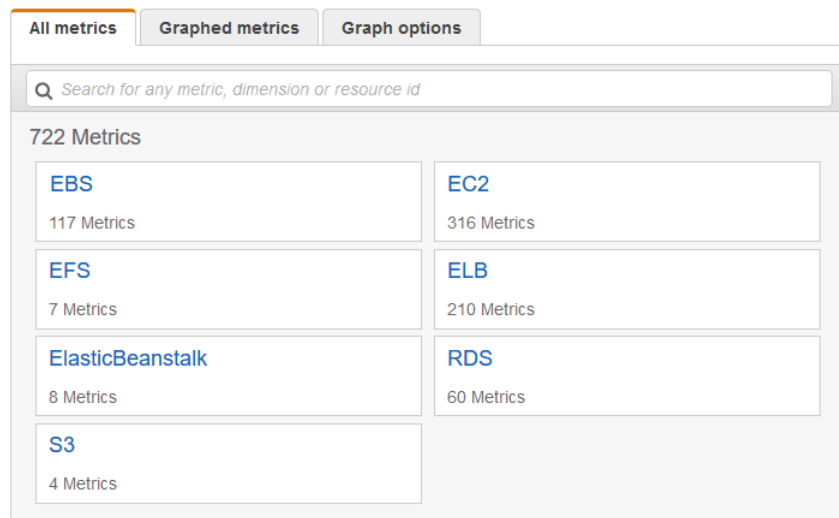 All metrics Graphed metrics Graph options
Search for any metric, dimension or resource id
722 Metrics
EBS
117 Metrics
EC2
316 Metrics
EFS
7 Metrics
ELB
210 Metrics
ElasticBeanstalk
8 Metrics
RDS
60 Metrics
S3
4 Metrics